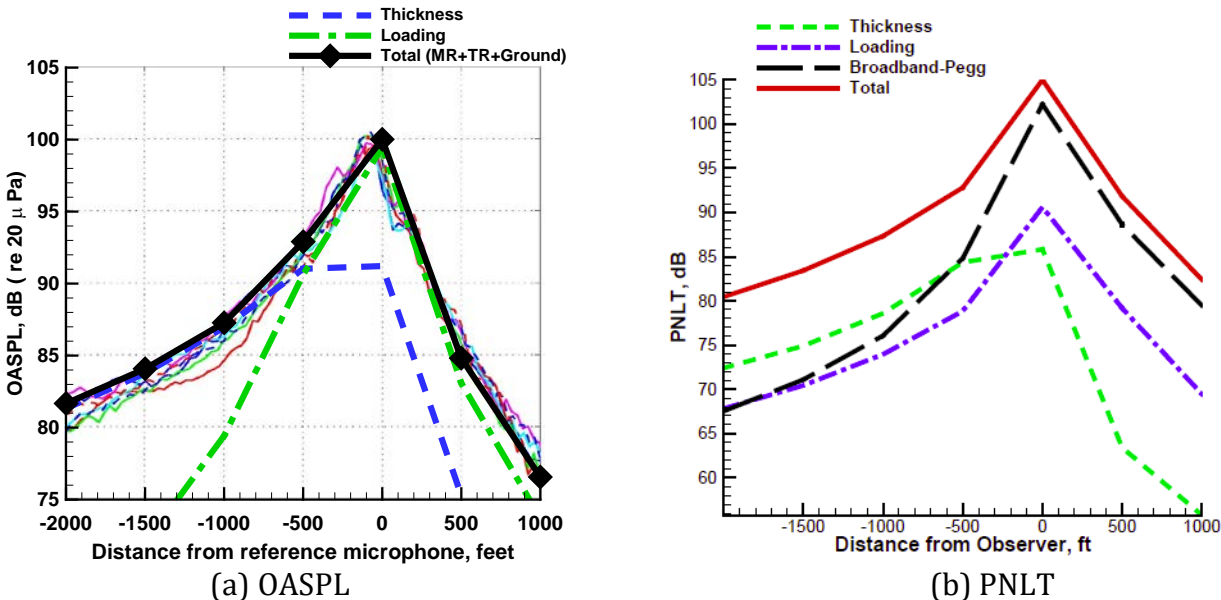 Thickness
Loading
Total (MR+TR+Ground)
105
100
95
90
85
80
75
OASPL, dB ( re 20 μ Pa)
-2000 -1500 -1000 -500 0 500 1000
Distance from reference microphone, feet
(a) OASPL
Thickness
Loading
Broadband-Pegg
Total
105
100
95
90
85
80
75
70
65
60
PNLT, dB
-1500 -1000 -500 0 500 1000
Distance from Observer, ft
(b) PNLT